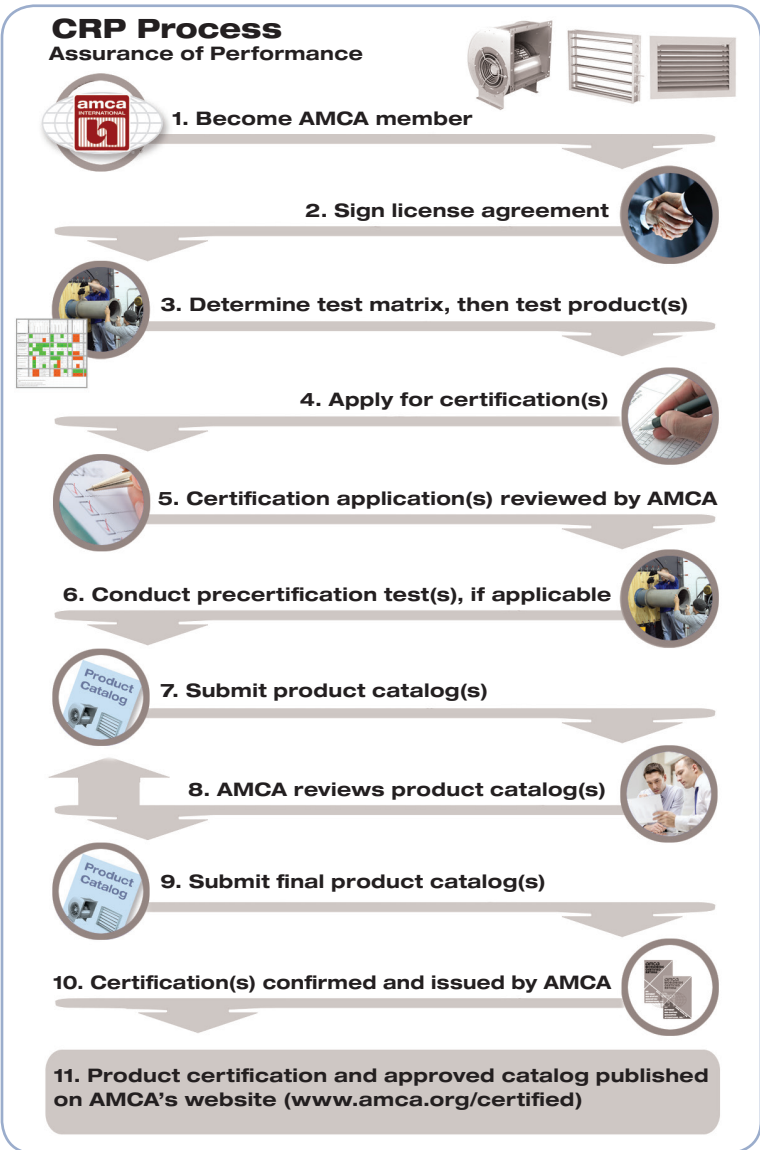 CRP Process
Assurance of Performance
amca
INTERNATIONAL
1. Become AMCA member
2. Sign license agreement
3. Determine test matrix, then test product(s)
4. Apply for certification(s)
5. Certification application(s) reviewed by AMCA
6. Conduct precertification test(s), if applicable
Product
Catalog
7. Submit product catalog(s)
8. AMCA reviews product catalog(s)
Product
Catalog
9. Submit final product catalog(s)
10. Certification(s) confirmed and issued by AMCA
11. Product certification and approved catalog published
on AMCA's website (www.amca.org/certified)